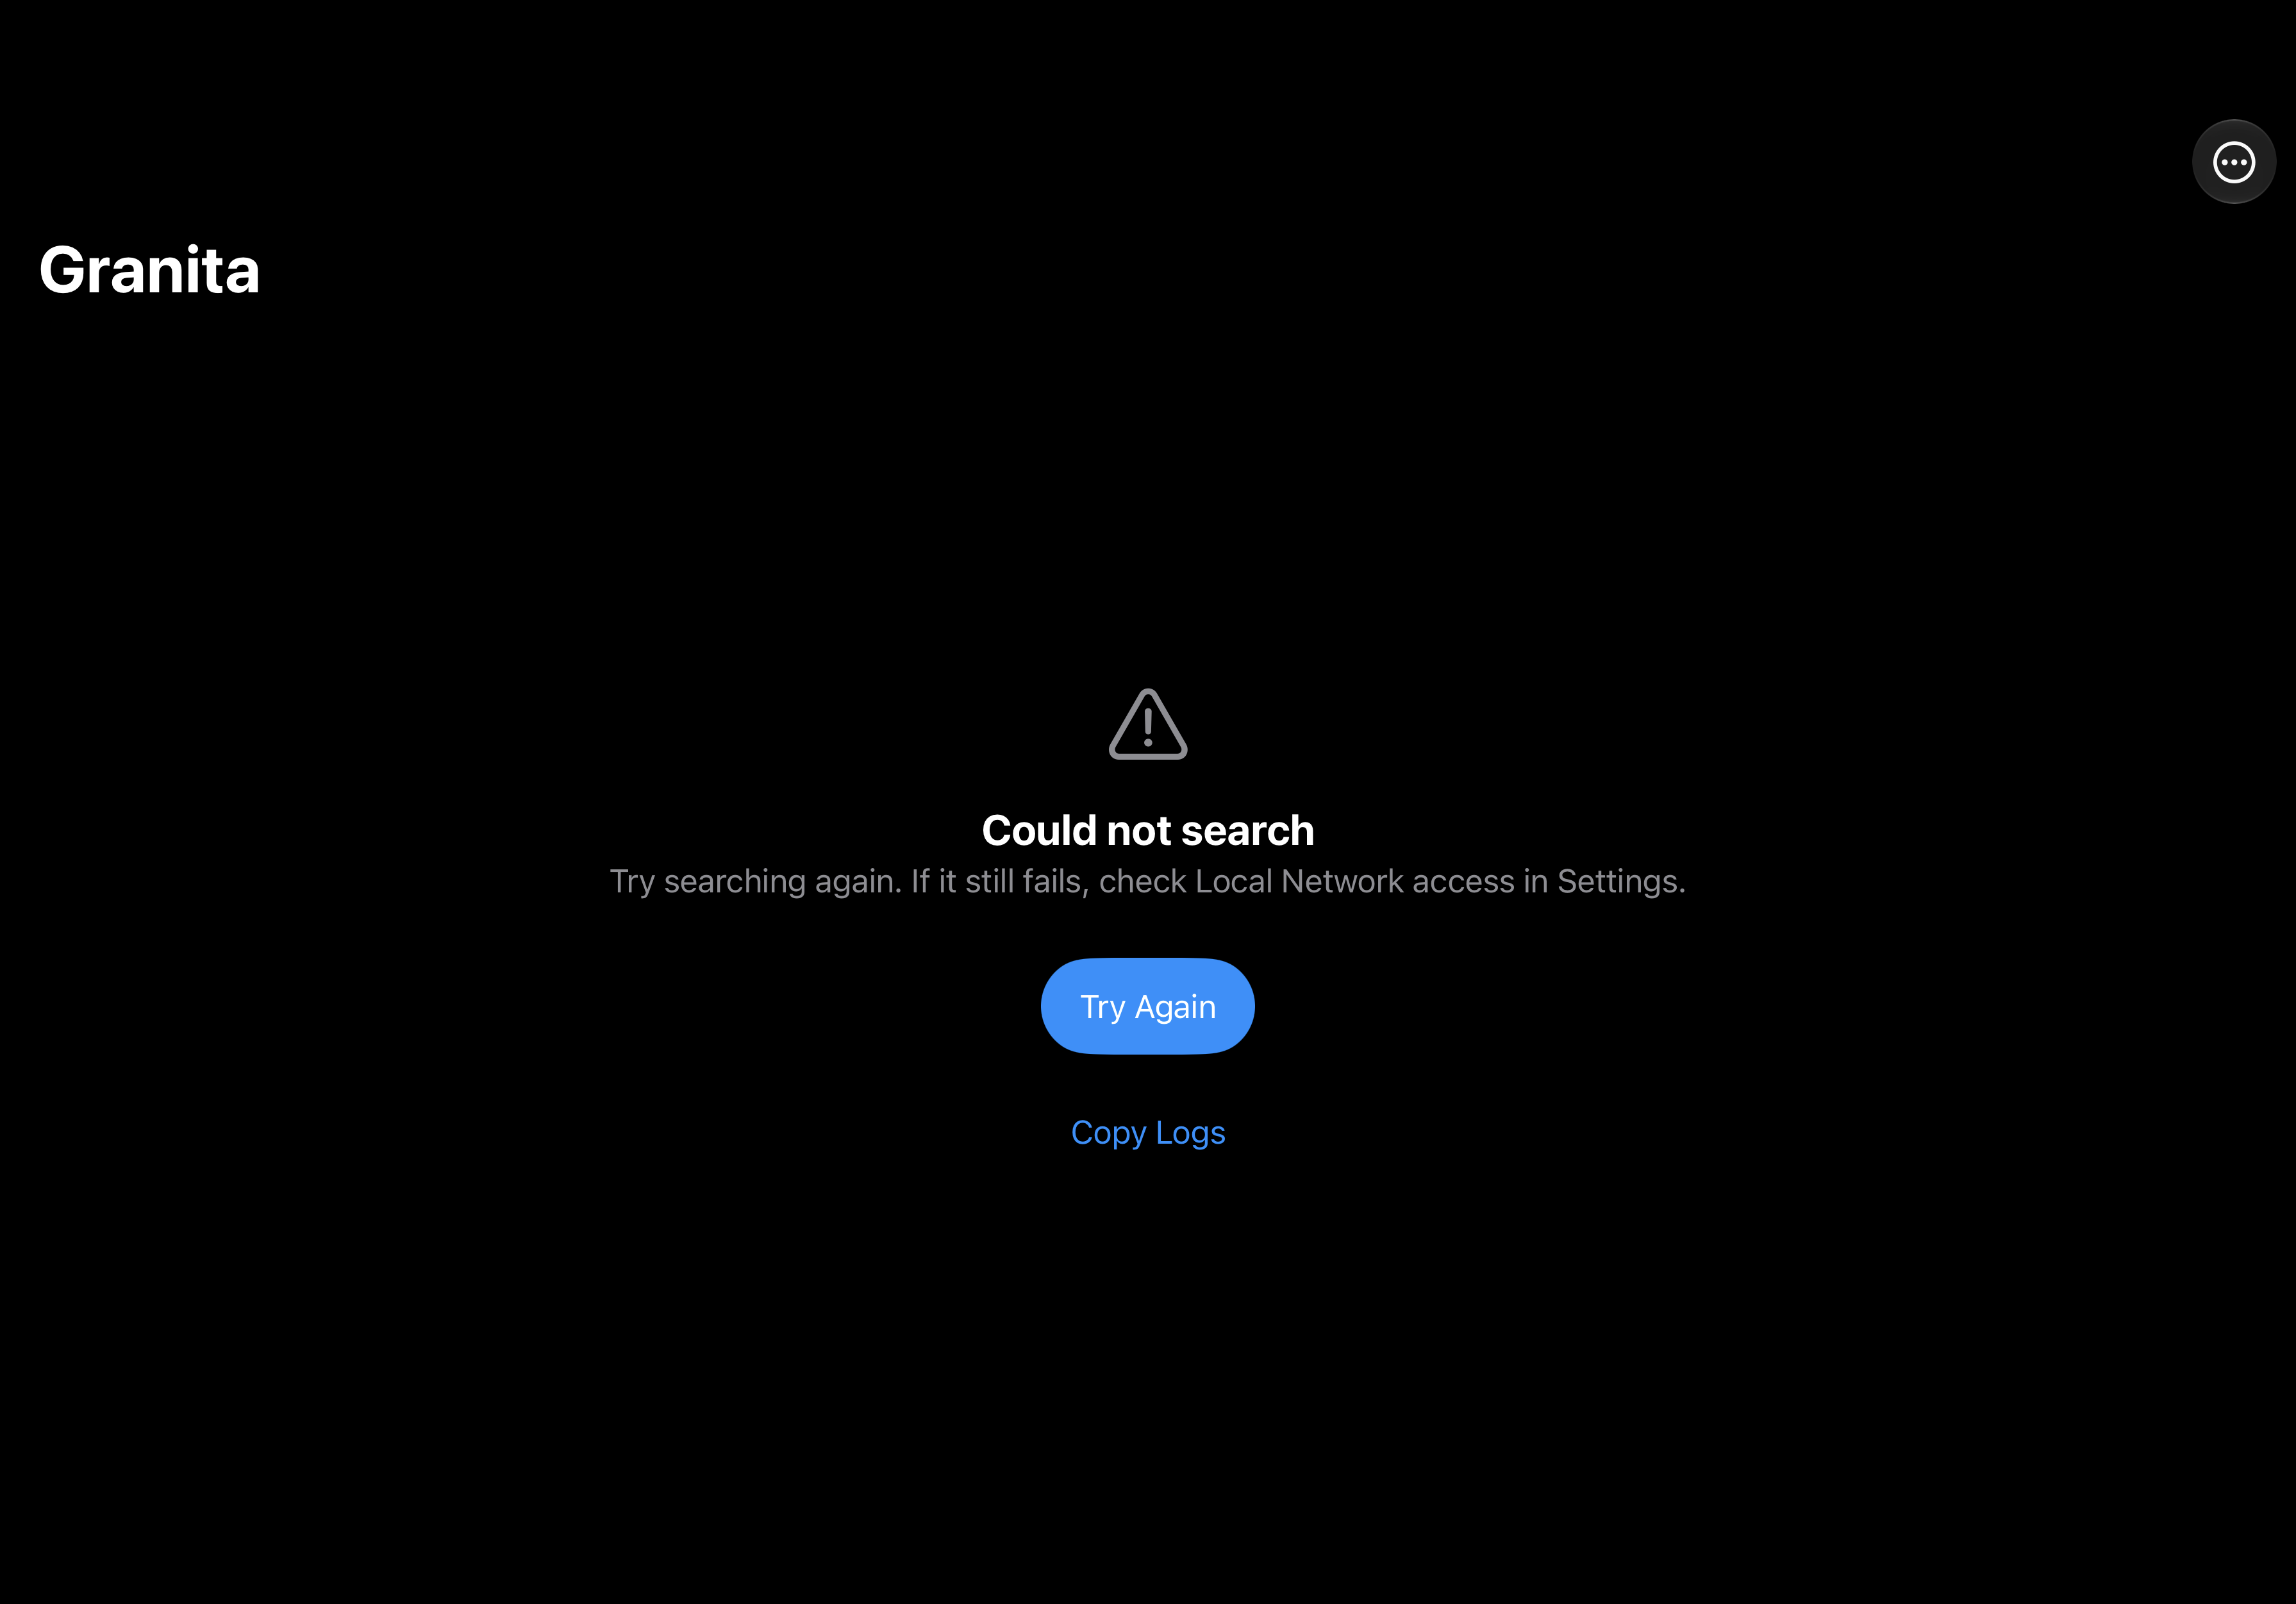 Granita
Could not search
Try searching again. If it still fails, check Local Network access in Settings.
Try Again
Copy Logs